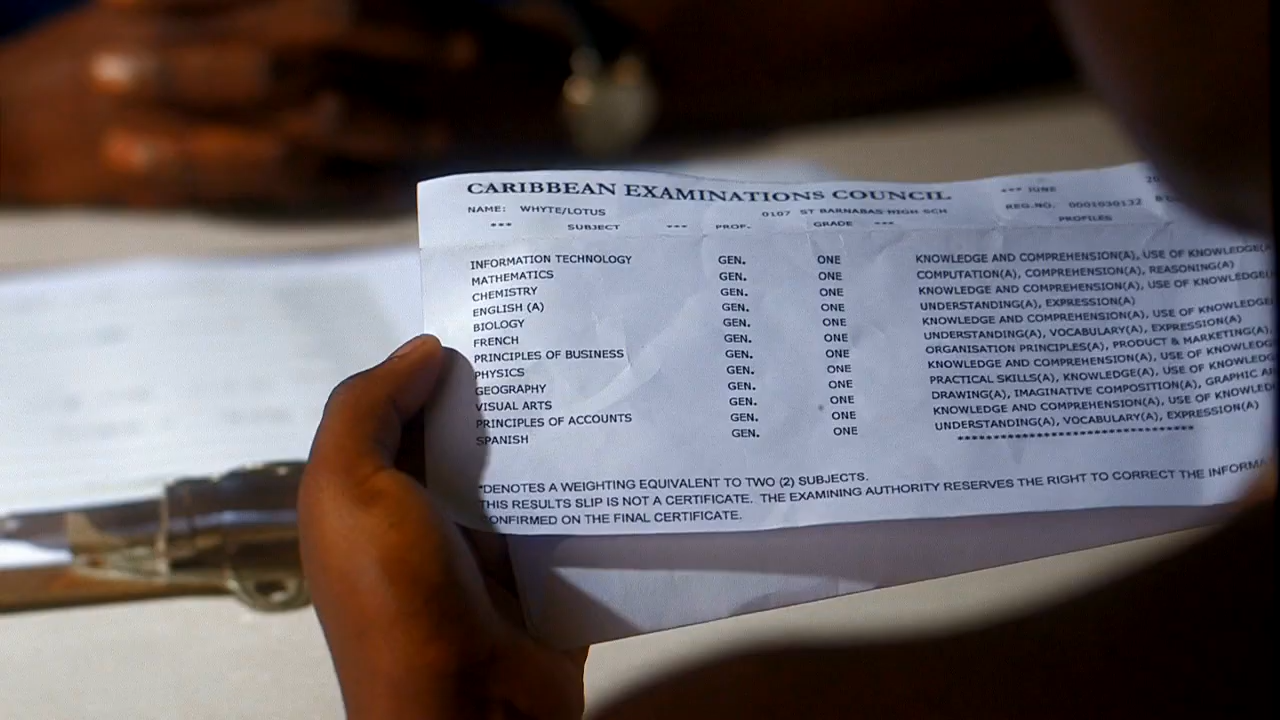 CARIBBEAN EXAMINATIONS COUNCIL *** JUNE 20
NAME: WHYTE/LOTUS 0107 ST BARNABAS HIGH SCH REG.NO. 0001030132
*** SUBJECT *** PROF. GRADE *** PROFILES
INFORMATION TECHNOLOGY GEN. ONE KNOWLEDGE AND COMPREHENSION(A), USE OF KNOWLEDGE(A
MATHEMATICS GEN. ONE COMPUTATION(A), COMPREHENSION(A), REASONING(A)
CHEMISTRY GEN. ONE KNOWLEDGE AND COMPREHENSION(A), USE OF KNOWLEDGE(
ENGLISH (A) GEN. ONE UNDERSTANDING(A), EXPRESSION(A)
BIOLOGY GEN. ONE KNOWLEDGE AND COMPREHENSION(A), USE OF KNOWLEDGE
FRENCH GEN. ONE UNDERSTANDING(A), VOCABULARY(A), EXPRESSION(A)
PRINCIPLES OF BUSINESS GEN. ONE ORGANISATION PRINCIPLES(A), PRODUCT & MARKETING(A),
PHYSICS GEN. ONE KNOWLEDGE AND COMPREHENSION(A), USE OF KNOWLEDG
GEOGRAPHY GEN. ONE PRACTICAL SKILLS(A), KNOWLEDGE(A), USE OF KNOWLEDG
VISUAL ARTS GEN. ONE DRAWING(A), IMAGINATIVE COMPOSITION(A), GRAPHIC AR
PRINCIPLES OF ACCOUNTS GEN. ONE KNOWLEDGE AND COMPREHENSION(A), USE OF KNOWLED
SPANISH GEN. ONE UNDERSTANDING(A), VOCABULARY(A), EXPRESSION(A)
******************************
*DENOTES A WEIGHTING EQUIVALENT TO TWO (2) SUBJECTS.
THIS RESULTS SLIP IS NOT A CERTIFICATE. THE EXAMINING AUTHORITY RESERVES THE RIGHT TO CORRECT THE INFORMA
CONFIRMED ON THE FINAL CERTIFICATE.